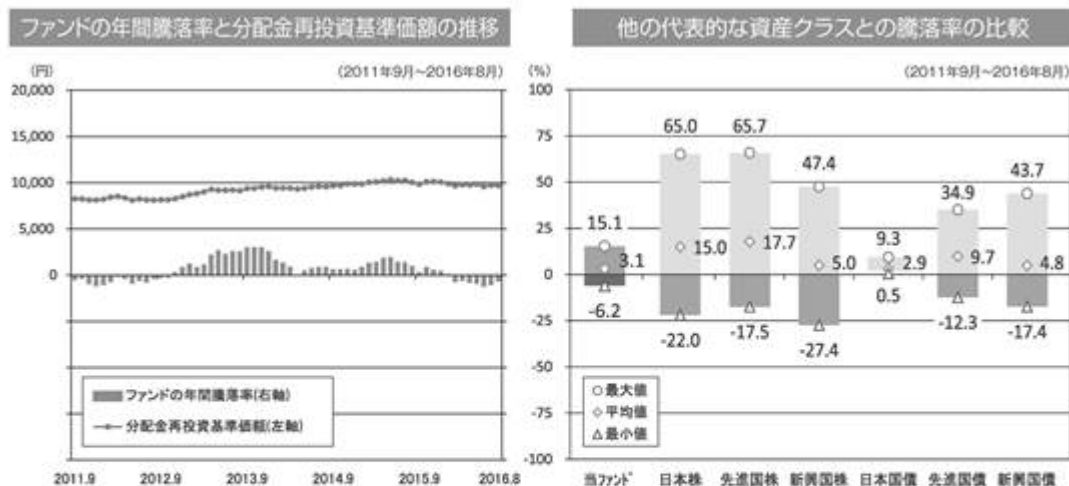 ファンドの年間騰落率と分配金再投資基準価額の推移
(円)
(2011年9月～2016年8月)
20,000
15,000
10,000
5,000
0
ファンドの年間騰落率(右軸)
分配金再投資基準価額(左軸)
2011.9 2012.9 2013.9 2014.9 2015.9 2016.8
他の代表的な資産クラスとの騰落率の比較
(%)
(2011年9月～2016年8月)
100
75
50
25
0
-25
-50
-75
-100
15.1 65.0 65.7 47.4 9.3 34.9 43.7
3.1 15.0 17.7 5.0 2.9 9.7 4.8
-6.2 -22.0 -17.5 -27.4 0.5 -12.3 -17.4
最大値
平均値
最小値
当ファンド 日本株 先進国株 新興国株 日本国債 先進国債 新興国債